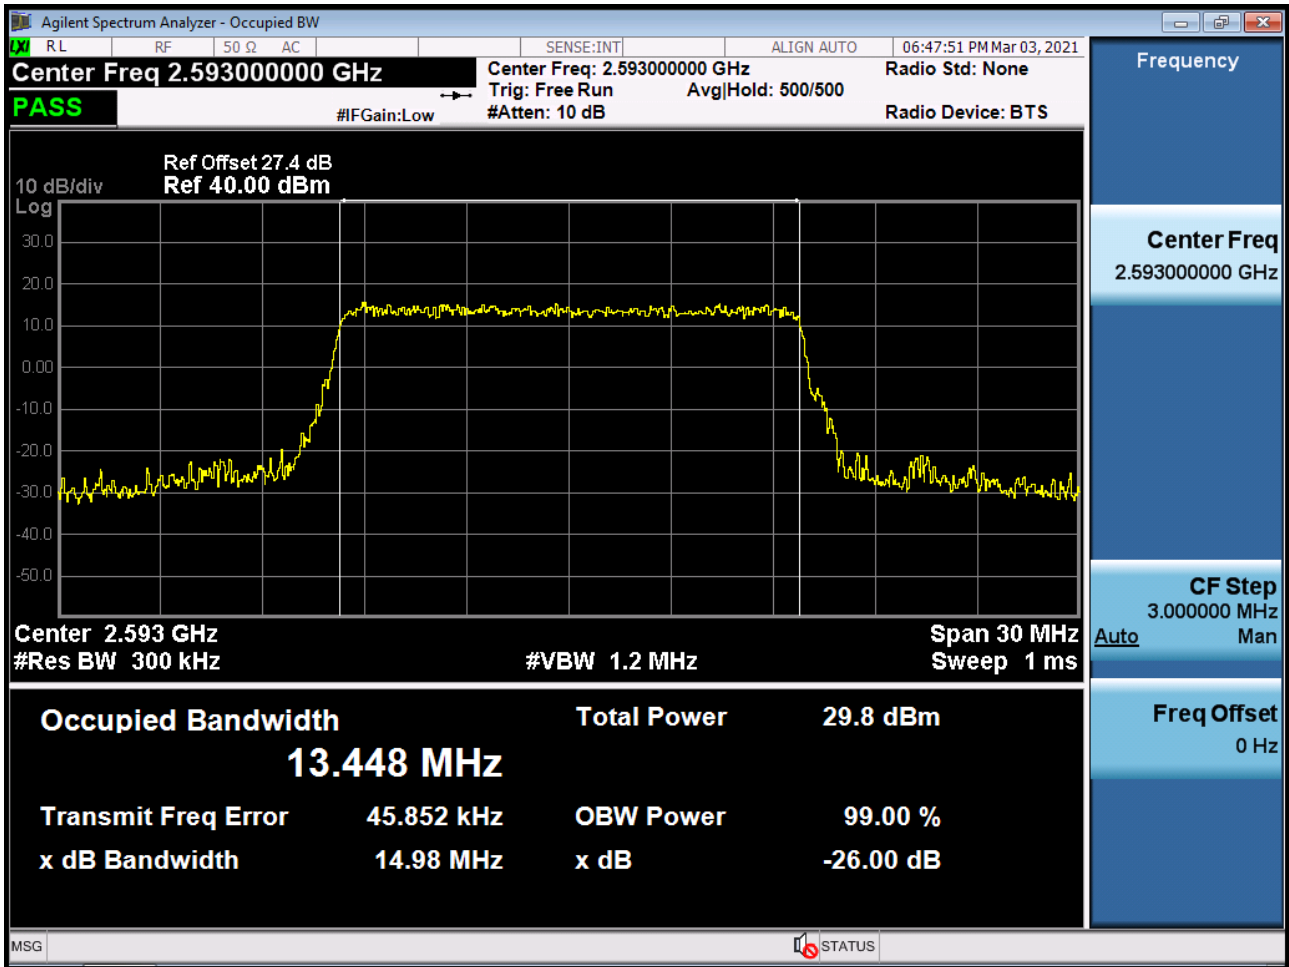 Agilent Spectrum Analyzer - Occupied BW
LXI RL RF 50 Ω AC SENSE:INT ALIGN AUTO 06:47:51 PM Mar 03, 2021
Center Freq 2.593000000 GHz
Center Freq: 2.593000000 GHz Radio Std: None
Trig: Free Run Avg|Hold: 500/500
PASS
#IFGain:Low #Atten: 10 dB Radio Device: BTS
Ref Offset 27.4 dB
10 dB/div Ref 40.00 dBm
Log
30.0
20.0
10.0
0.00
-10.0
-20.0
-30.0
-40.0
-50.0
Center 2.593 GHz Span 30 MHz
#Res BW 300 kHz #VBW 1.2 MHz Sweep 1 ms
Occupied Bandwidth Total Power 29.8 dBm
13.448 MHz
Transmit Freq Error 45.852 kHz OBW Power 99.00 %
x dB Bandwidth 14.98 MHz x dB -26.00 dB
Frequency
Center Freq
2.593000000 GHz
CF Step
3.000000 MHz
Auto Man
Freq Offset
0 Hz
MSG STATUS